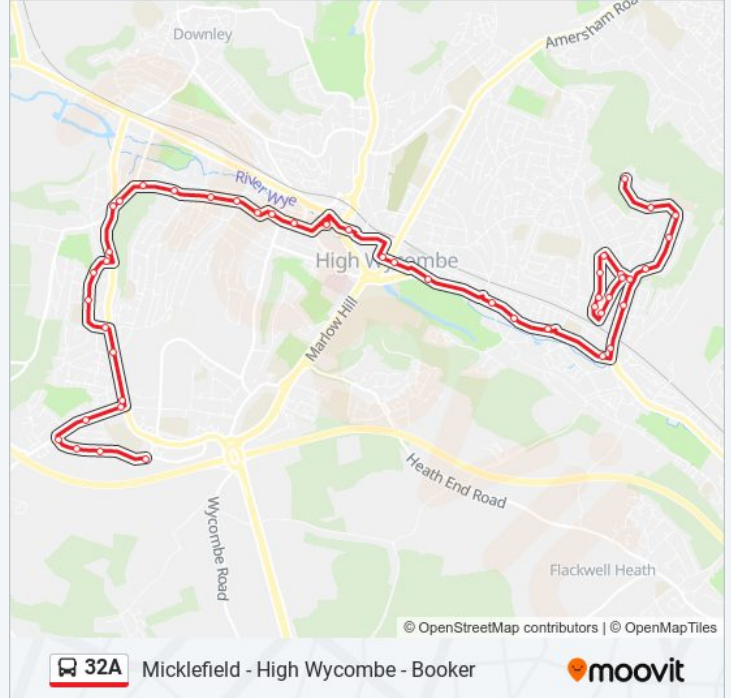 Downley
Amersham Roa
River Wye
High Wycombe
Marlow Hill
Heath End Road
Wycombe Road
Flackwell Heath
© OpenStreetMap contributors | © OpenMapTiles
32A Micklefield - High Wycombe - Booker
moovit